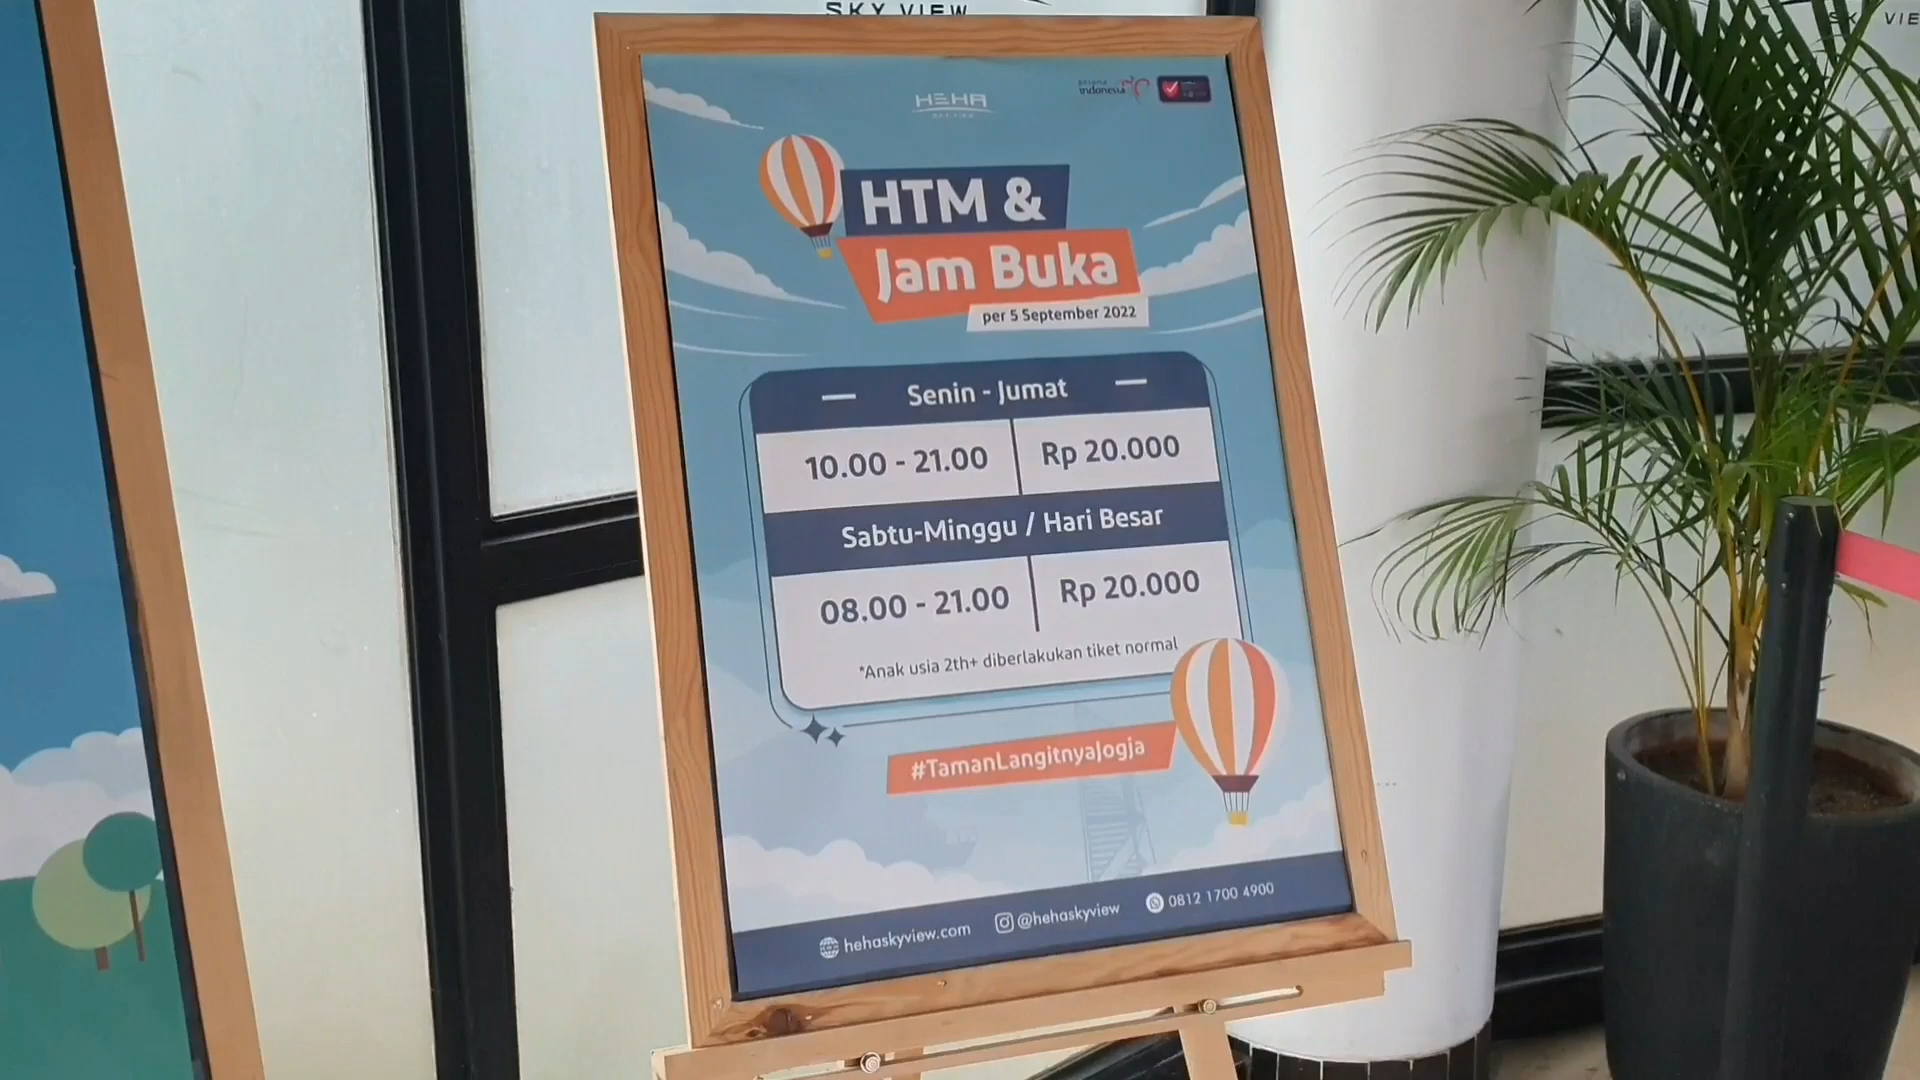 SKY VIEW
HEHA
pesona
indonesia
HTM &
Jam Buka
per 5 September 2022
Senin - Jumat
10.00 - 21.00
Rp 20.000
Sabtu-Minggu / Hari Besar
08.00 - 21.00
Rp 20.000
*Anak usia 2th+ diberlakukan tiket normal
#TamanLangitnyaJogja
hehaskyview.com
@hehaskyview
0812 1700 4900